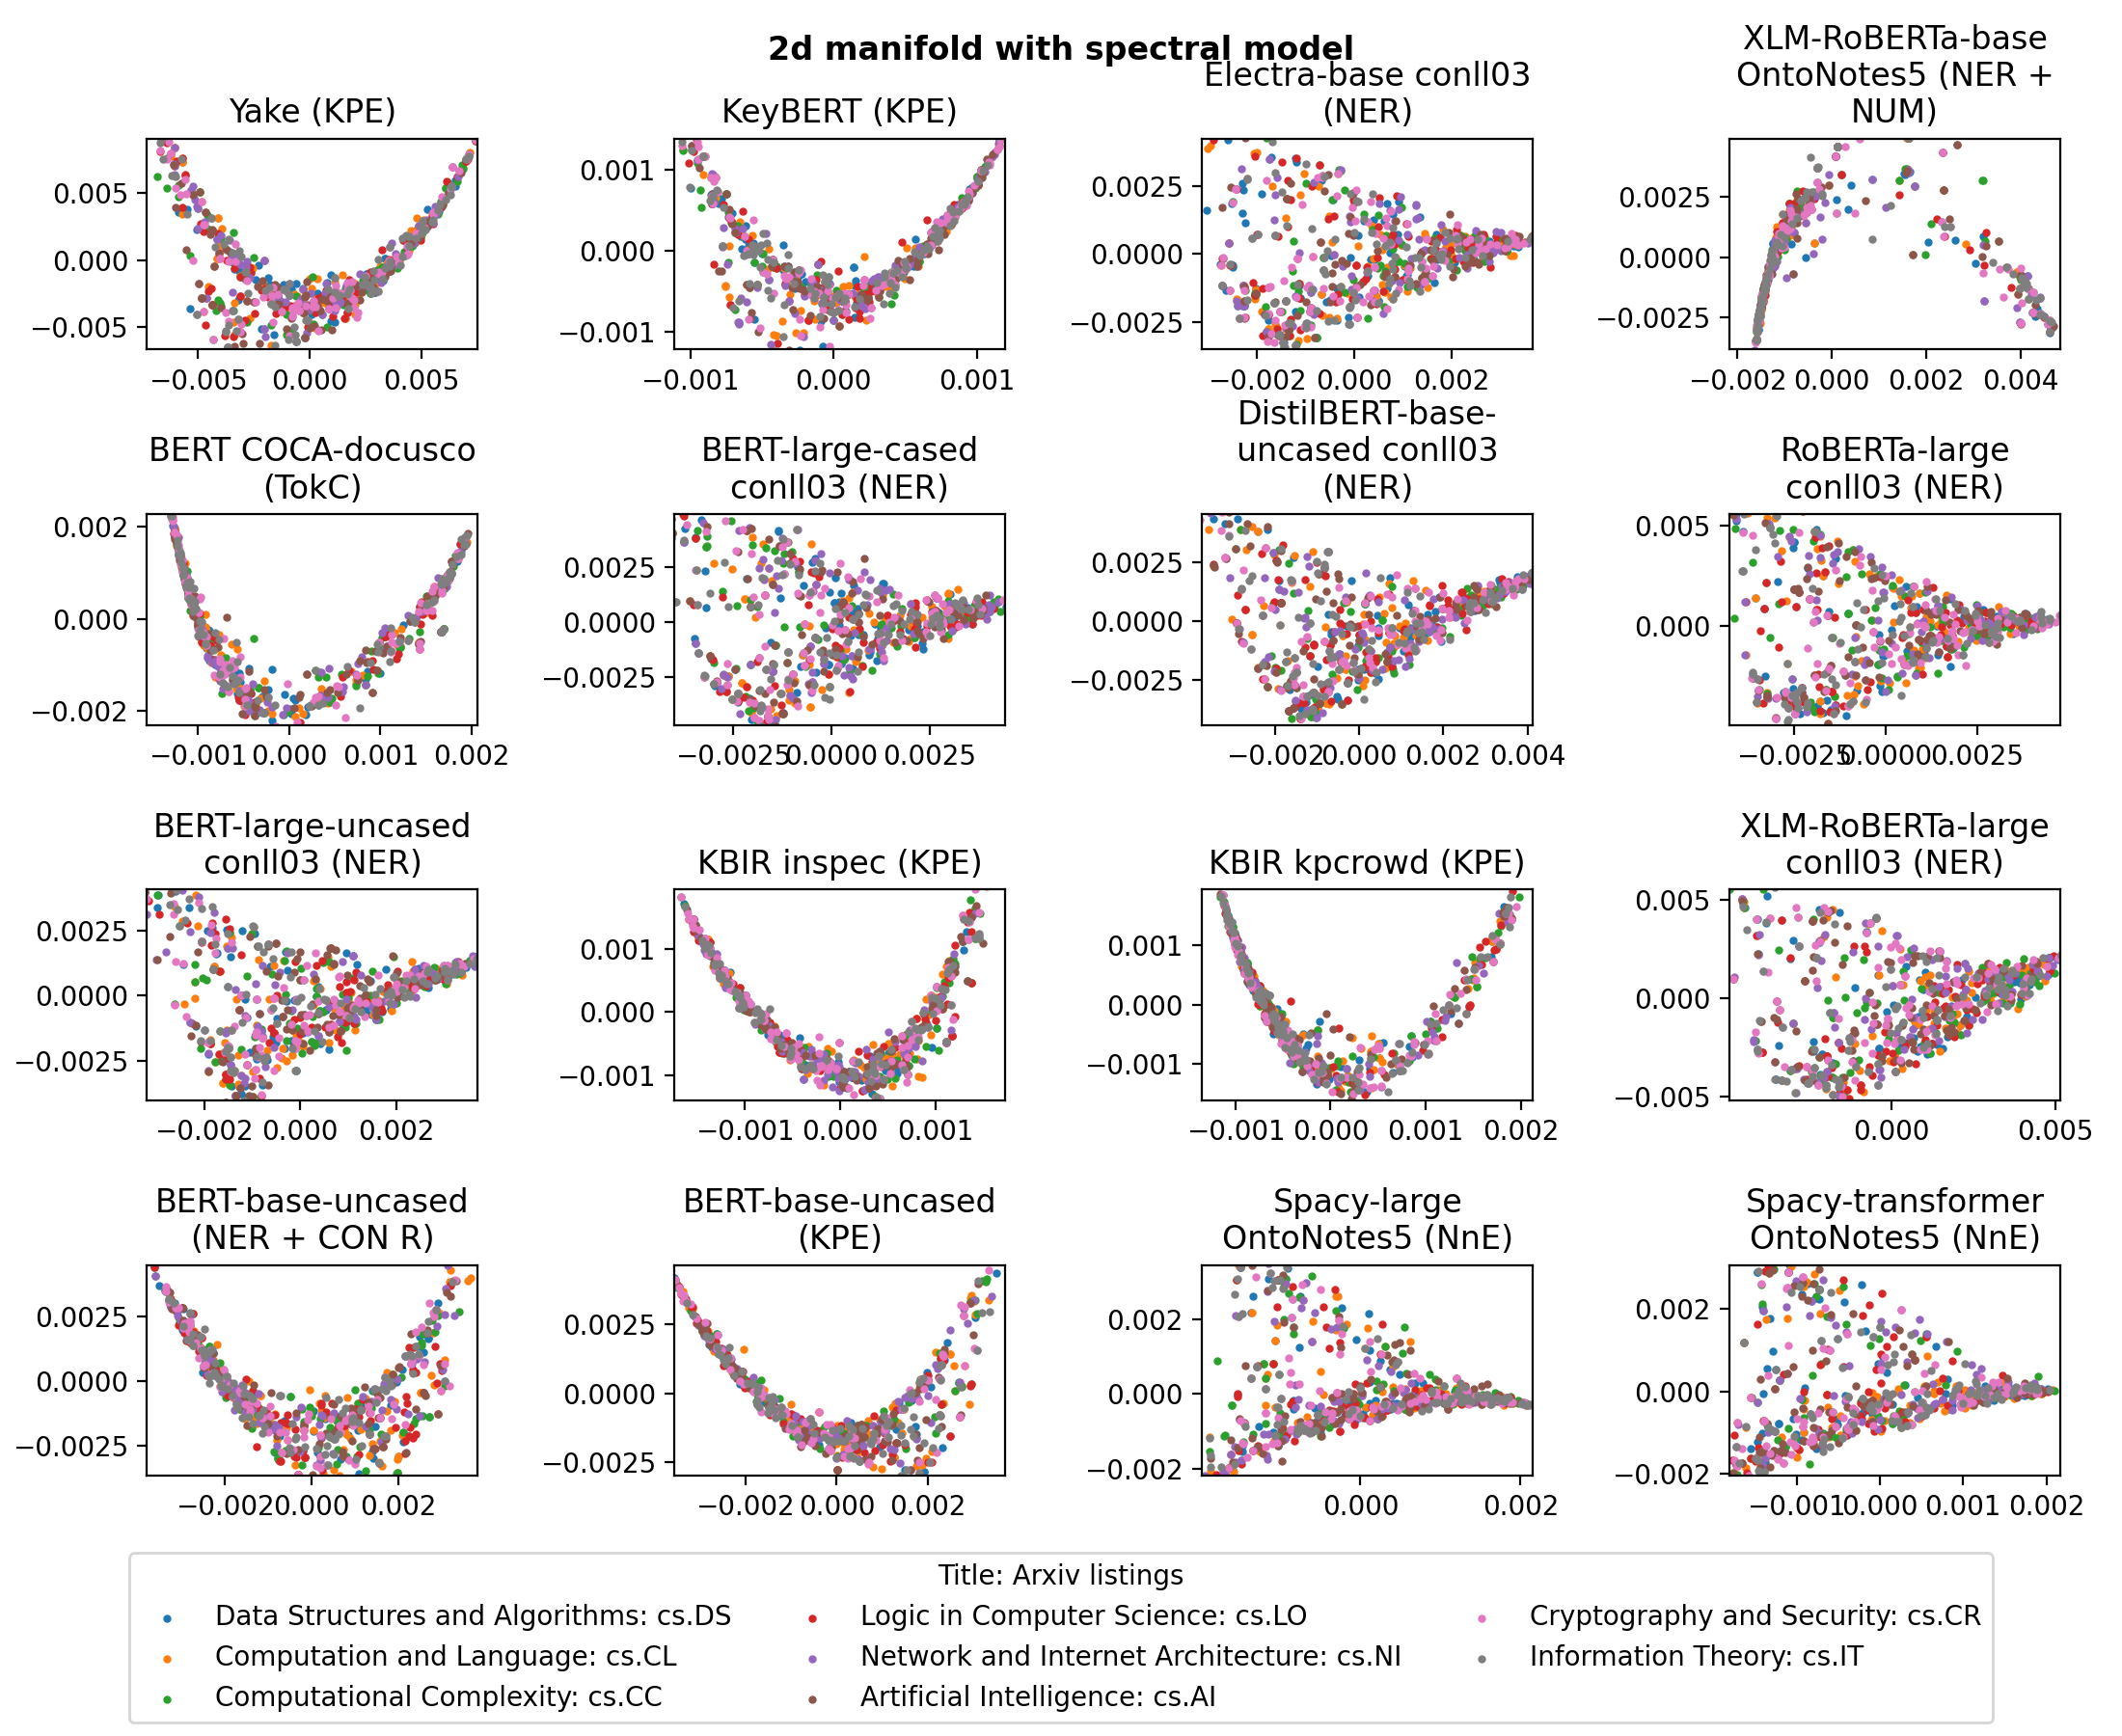 2d manifold with spectral model
Yake (KPE)
0.005
0.000
−0.005
−0.005 0.000 0.005
KeyBERT (KPE)
0.001
0.000
−0.001
−0.001 0.000 0.001
Electra-base conll03
(NER)
0.0025
0.0000
−0.0025
−0.002 0.000 0.002
XLM-RoBERTa-base
OntoNotes5 (NER +
NUM)
0.0025
0.0000
−0.0025
−0.002 0.000 0.002 0.004
BERT COCA-docusco
(TokC)
0.002
0.000
−0.002
−0.001 0.000 0.001 0.002
BERT-large-cased
conll03 (NER)
0.0025
0.0000
−0.0025
−0.0025 0.0000 0.0025
DistilBERT-base-
uncased conll03
(NER)
0.0025
0.0000
−0.0025
−0.002 0.000 0.002 0.004
RoBERTa-large
conll03 (NER)
0.005
0.000
−0.0025 0.0000 0.0025
BERT-large-uncased
conll03 (NER)
0.0025
0.0000
−0.0025
−0.002 0.000 0.002
KBIR inspec (KPE)
0.001
0.000
−0.001
−0.001 0.000 0.001
KBIR kpcrowd (KPE)
0.001
0.000
−0.001
−0.001 0.000 0.001 0.002
XLM-RoBERTa-large
conll03 (NER)
0.005
0.000
−0.005
0.000 0.005
BERT-base-uncased
(NER + CON R)
0.0025
0.0000
−0.0025
−0.002 0.000 0.002
BERT-base-uncased
(KPE)
0.0025
0.0000
−0.0025
−0.002 0.000 0.002
Spacy-large
OntoNotes5 (NnE)
0.002
0.000
−0.002
0.000 0.002
Spacy-transformer
OntoNotes5 (NnE)
0.002
0.000
−0.002
−0.001 0.000 0.001 0.002
Title: Arxiv listings
Data Structures and Algorithms: cs.DS
Computation and Language: cs.CL
Computational Complexity: cs.CC
Logic in Computer Science: cs.LO
Network and Internet Architecture: cs.NI
Artificial Intelligence: cs.AI
Cryptography and Security: cs.CR
Information Theory: cs.IT